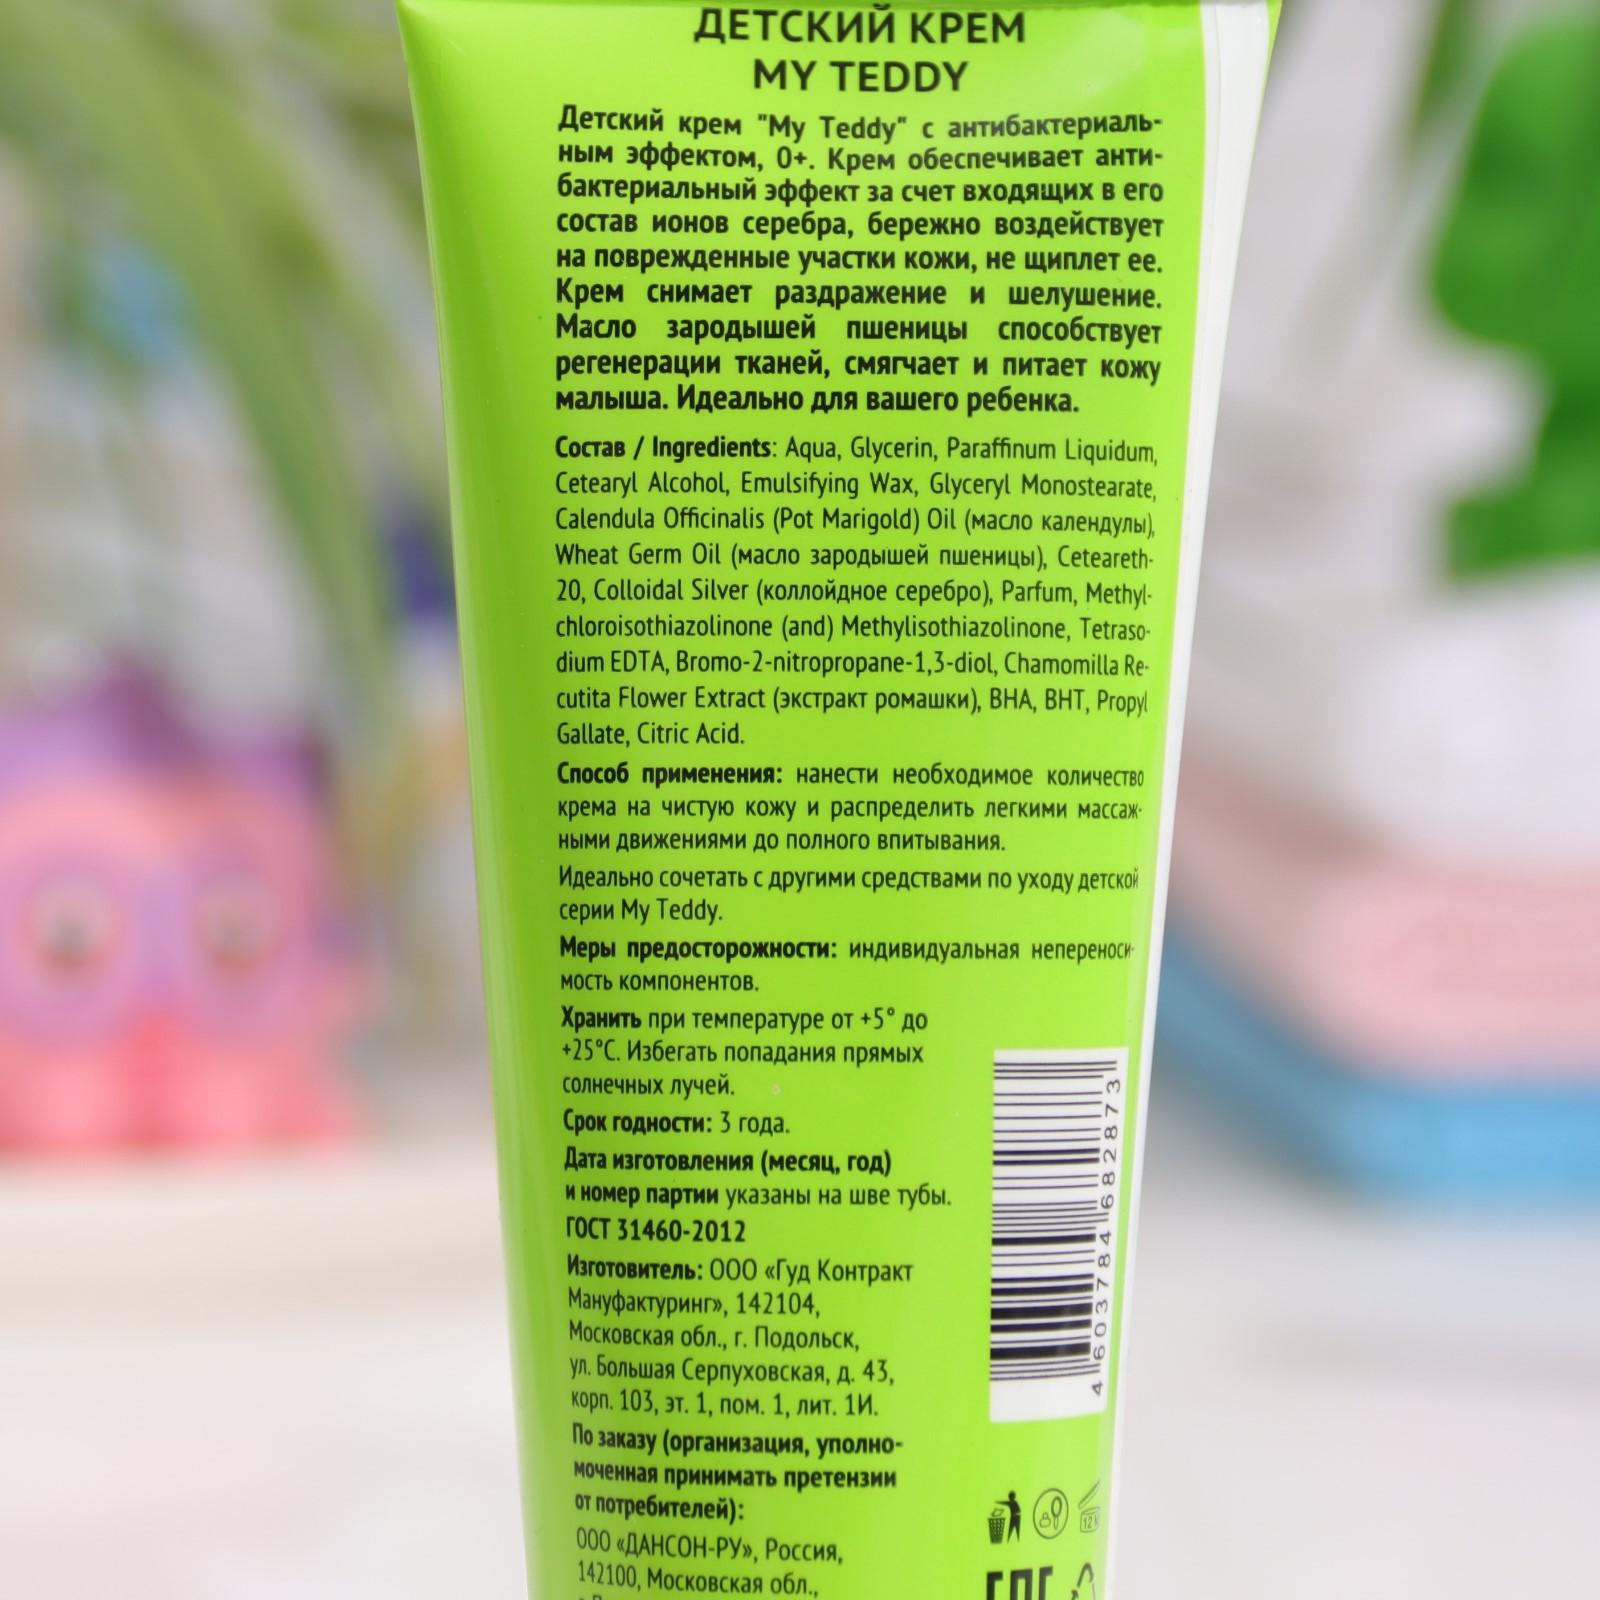 ДЕТСКИЙ КРЕМ
MY TEDDY
Детский крем "My Teddy" с антибактериаль-
ным эффектом, 0+. Крем обеспечивает анти-
бактериальный эффект за счет входящих в его
состав ионов серебра, бережно воздействует
на поврежденные участки кожи, не щиплет ее.
Крем снимает раздражение и шелушение.
Масло зародышей пшеницы способствует
регенерации тканей, смягчает и питает кожу
малыша. Идеально для вашего ребенка.
Состав / Ingredients: Aqua, Glycerin, Paraffinum Liquidum,
Cetearyl Alcohol, Emulsifying Wax, Glyceryl Monostearate,
Calendula Officinalis (Pot Marigold) Oil (масло календулы),
Wheat Germ Oil (масло зародышей пшеницы), Ceteareth-
20, Colloidal Silver (коллойдное серебро), Parfum, Methyl-
chloroisothiazolinone (and) Methylisothiazolinone, Tetraso-
dium EDTA, Bromo-2-nitropropane-1,3-diol, Chamomilla Re-
cutita Flower Extract (экстракт ромашки), BHA, BHT, Propyl
Gallate, Citric Acid.
Способ применения: нанести необходимое количество
крема на чистую кожу и распределить легкими массаж-
ными движениями до полного впитывания.
Идеально сочетать с другими средствами по уходу детской
серии My Teddy.
Меры предосторожности: индивидуальная непереноси-
мость компонентов.
Хранить при температуре от +5° до
+25°C. Избегать попадания прямых
солнечных лучей.
Срок годности: 3 года.
Дата изготовления (месяц, год)
и номер партии указаны на шве тубы.
ГОСТ 31460-2012
Изготовитель: ООО «Гуд Контракт
Мануфактуринг», 142104,
Московская обл., г. Подольск,
ул. Большая Серпуховская, д. 43,
корп. 103, эт. 1, пом. 1, лит. 1И.
По заказу (организация, уполно-
моченная принимать претензии
от потребителей):
ООО «ДАНСОН-РУ», Россия,
142100, Московская обл.,
4 603784 682873
12